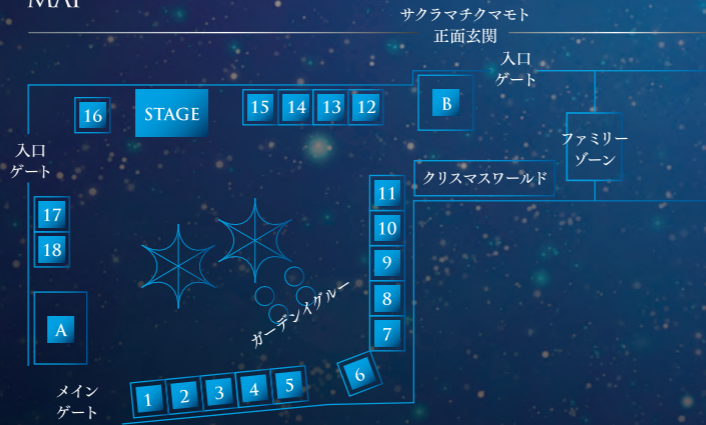 MAP
サクラマチクマモト
正面玄関
入口
ゲート
16
STAGE
15
14
13
12
B
ファミリー
ゾーン
入口
ゲート
クリスマスワールド
11
17
10
18
9
8
ガーデンイグルー
A
7
6
メイン
ゲート
1
2
3
4
5